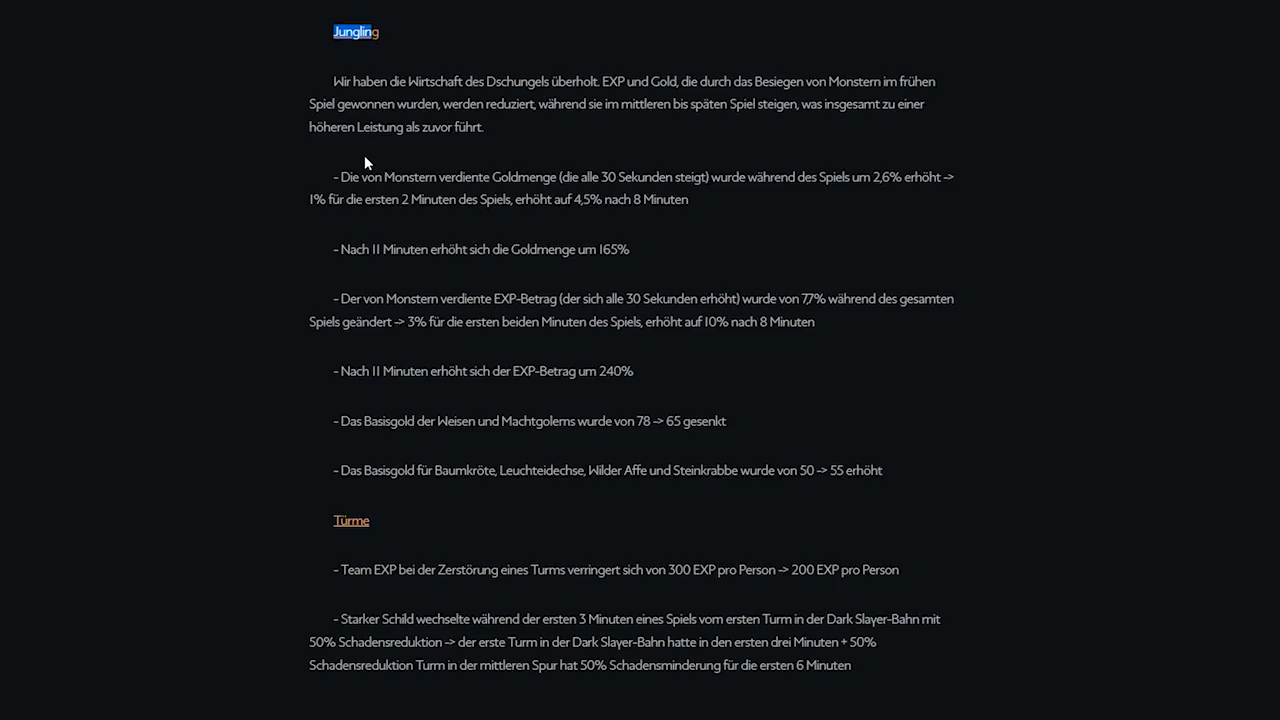 Jungling
Wir haben die Wirtschaft des Dschungels überholt. EXP und Gold, die durch das Besiegen von Monstern im frühen
Spiel gewonnen wurden, werden reduziert, während sie im mittleren bis späten Spiel steigen, was insgesamt zu einer
höheren Leistung als zuvor führt.
- Die von Monstern verdiente Goldmenge (die alle 30 Sekunden steigt) wurde während des Spiels um 2,6% erhöht ->
1% für die ersten 2 Minuten des Spiels, erhöht auf 4,5% nach 8 Minuten
- Nach 11 Minuten erhöht sich die Goldmenge um 165%
- Der von Monstern verdiente EXP-Betrag (der sich alle 30 Sekunden erhöht) wurde von 7,7% während des gesamten
Spiels geändert -> 3% für die ersten beiden Minuten des Spiels, erhöht auf 10% nach 8 Minuten
- Nach 11 Minuten erhöht sich der EXP-Betrag um 240%
- Das Basisgold der Weisen und Machtgolems wurde von 78 -> 65 gesenkt
- Das Basisgold für Baumkröte, Leuchteidechse, Wilder Affe und Steinkrabbe wurde von 50 -> 55 erhöht
Türme
- Team EXP bei der Zerstörung eines Turms verringert sich von 300 EXP pro Person -> 200 EXP pro Person
- Starker Schild wechselte während der ersten 3 Minuten eines Spiels vom ersten Turm in der Dark Slayer-Bahn mit
50% Schadensreduktion -> der erste Turm in der Dark Slayer-Bahn hatte in den ersten drei Minuten + 50%
Schadensreduktion Turm in der mittleren Spur hat 50% Schadensminderung für die ersten 6 Minuten